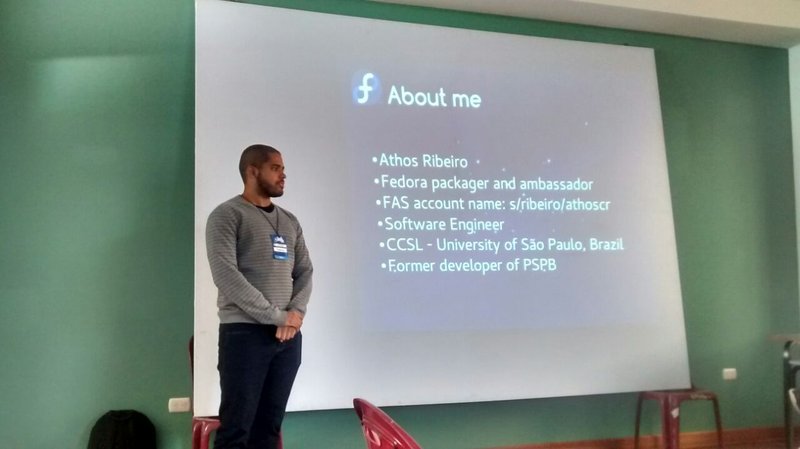 About me
•Athos Ribeiro
•Fedora packager and ambassador
•FAS account name: s/ribeiro/athoscr
•Software Engineer
•CCSL - University of São Paulo, Brazil
•Former developer of PSPB